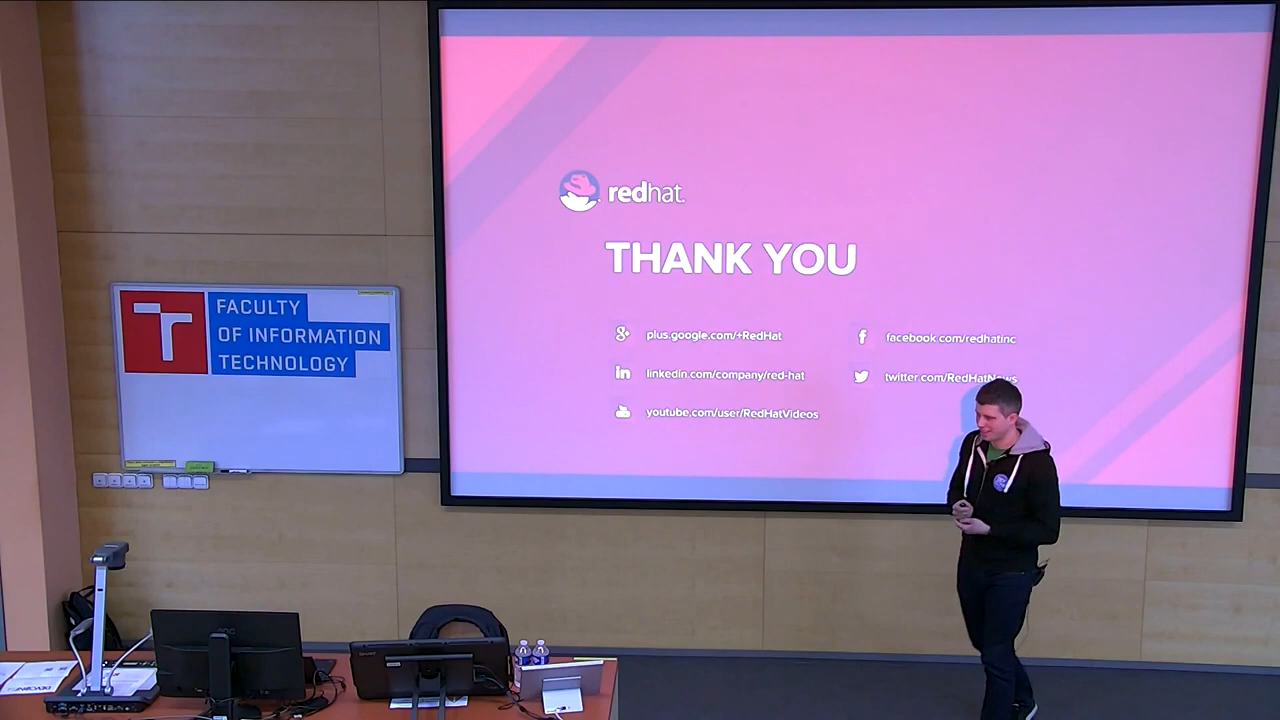 redhat.
THANK YOU
plus.google.com/+RedHat
facebook.com/redhatinc
linkedin.com/company/red-hat
twitter.com/RedHatNews
youtube.com/user/RedHatVideos
FACULTY
OF INFORMATION
TECHNOLOGY